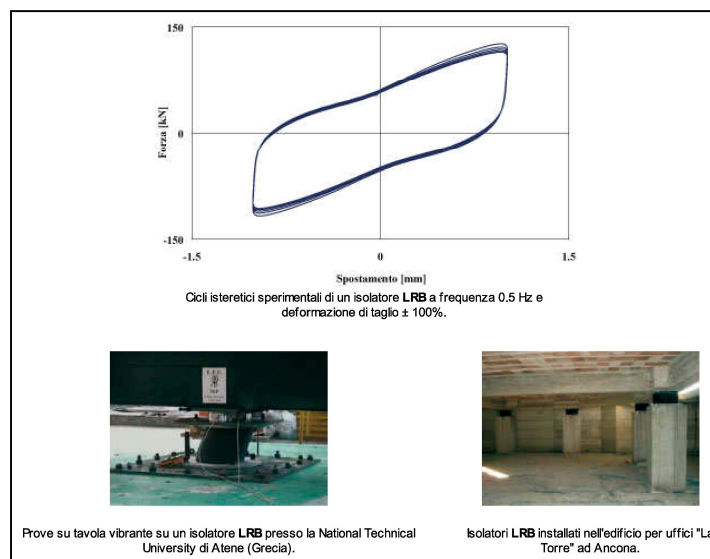 150
Forza [kN]
0
-150
-1.5
0
1.5
Spostamento [mm]
Cicli isteretici sperimentali di un isolatore LRB a frequenza 0.5 Hz e
deformazione di taglio ± 100%.
Prove su tavola vibrante su un isolatore LRB presso la National Technical
University di Atene (Grecia).
Isolatori LRB installati nell'edificio per uffici "La
Torre" ad Ancona.